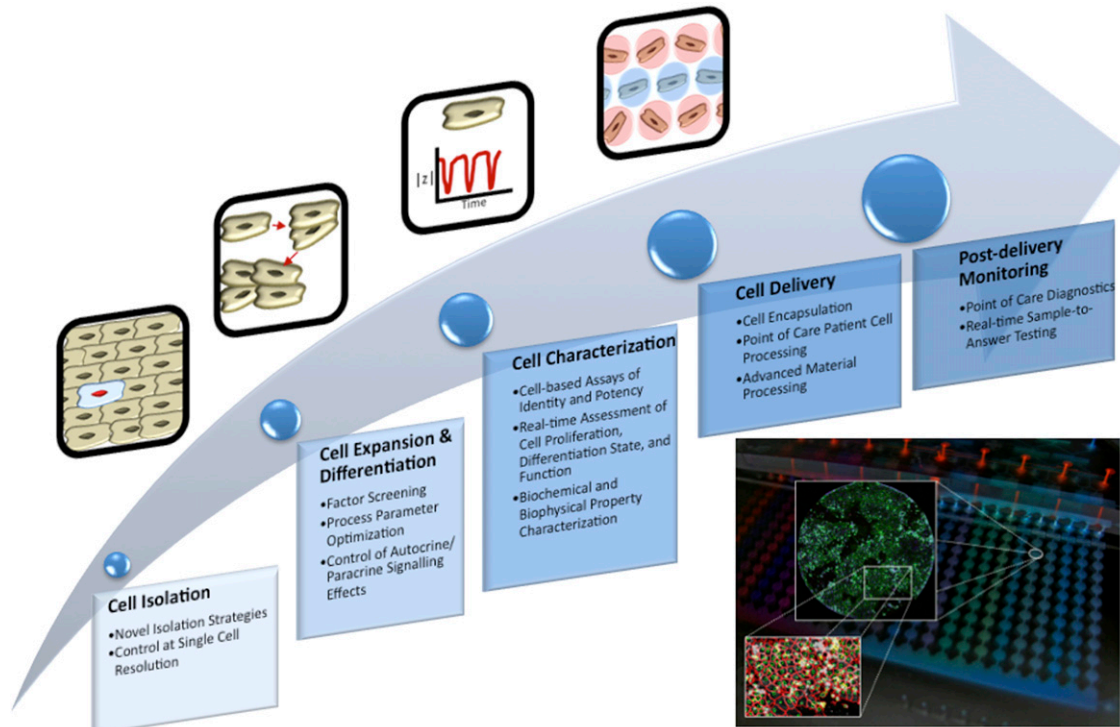 |z|
Time
Cell Isolation
•Novel Isolation Strategies
•Control at Single Cell
Resolution
Cell Expansion &
Differentiation
•Factor Screening
•Process Parameter
Optimization
•Control of Autocrine/
Paracrine Signalling
Effects
Cell Characterization
•Cell-based Assays of
Identity and Potency
•Real-time Assessment of
Cell Proliferation,
Differentiation State, and
Function
•Biochemical and
Biophysical Property
Characterization
Cell Delivery
•Cell Encapsulation
•Point of Care Patient Cell
Processing
•Advanced Material
Processing
Post-delivery
Monitoring
•Point of Care Diagnostics
•Real-time Sample-to-
Answer Testing